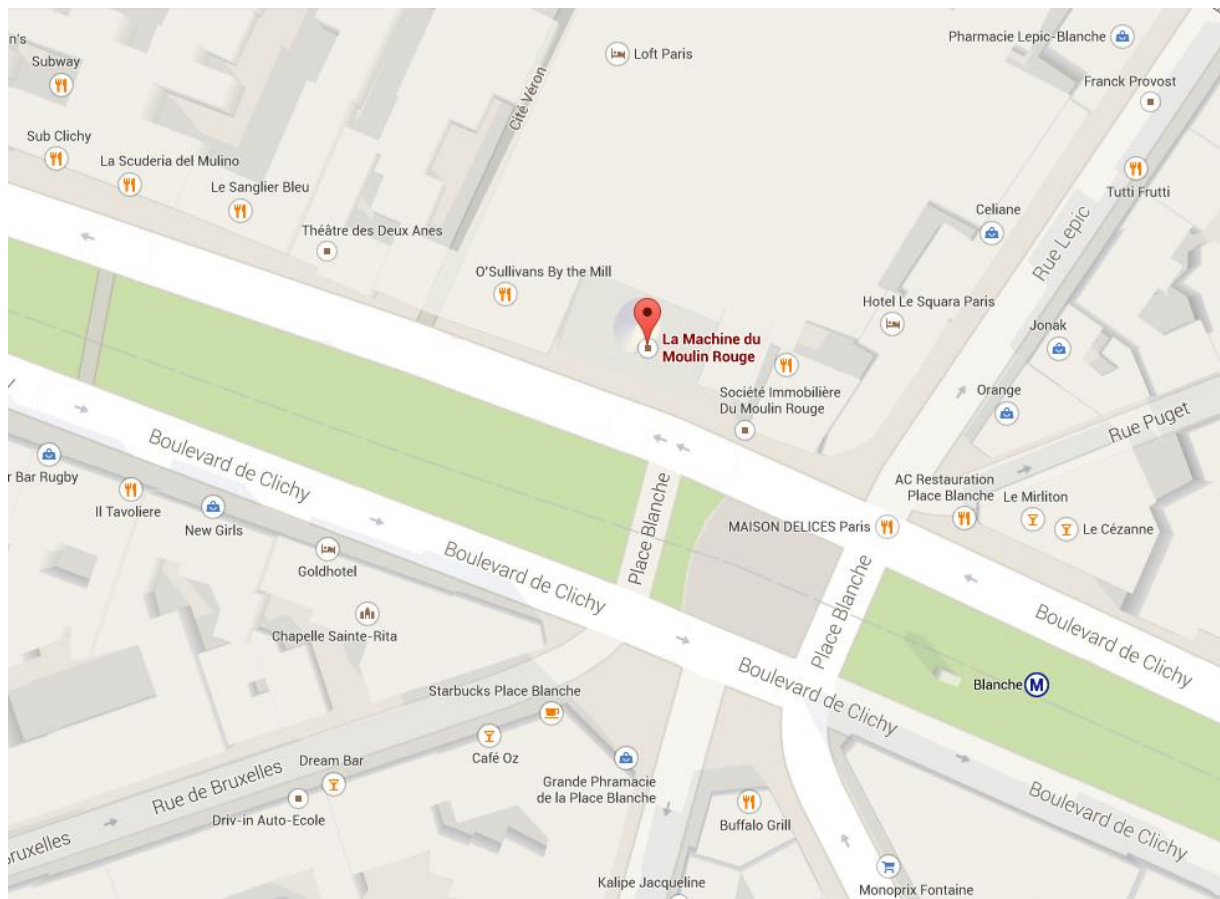 n's
Subway
Loft Paris
Pharmacie Lepic-Blanche
Franck Provost
Cité Véron
Sub Clichy
La Scuderia del Mulino
Le Sanglier Bleu
Tutti Frutti
Celiane
Rue Lepic
Théâtre des Deux Anes
O'Sullivans By the Mill
Hotel Le Squara Paris
La Machine du
Moulin Rouge
Jonak
Société Immobilière
Du Moulin Rouge
Orange
Rue Puget
Boulevard de Clichy
r Bar Rugby
Il Tavoliere
New Girls
Place Blanche
AC Restauration
Place Blanche
Le Mirliton
MAISON DELICES Paris
Le Cézanne
Goldhotel
Boulevard de Clichy
Chapelle Sainte-Rita
Place Blanche
Boulevard de Clichy
Blanche M
Boulevard de Clichy
Starbucks Place Blanche
Café Oz
Dream Bar
Rue de Bruxelles
Grande Phramacie
de la Place Blanche
Driv-in Auto-Ecole
Buffalo Grill
Boulevard de Clichy
Bruxelles
Kalipe Jacqueline
Monoprix Fontaine